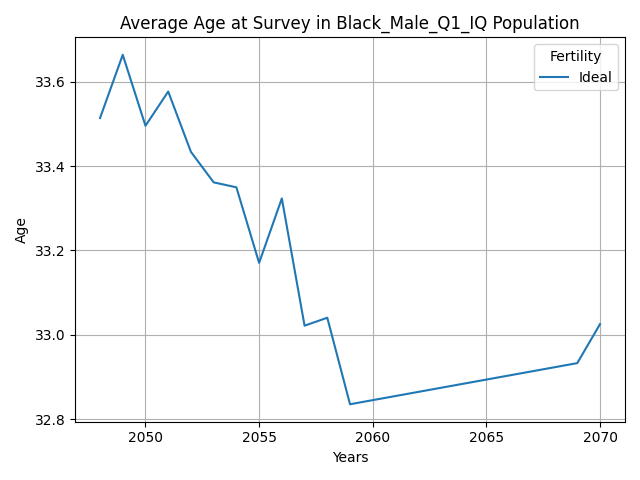 Average Age at Survey in Black_Male_Q1_IQ Population
Fertility
Ideal
33.6
33.4
33.2
33.0
32.8
Age
2050 2055 2060 2065 2070
Years